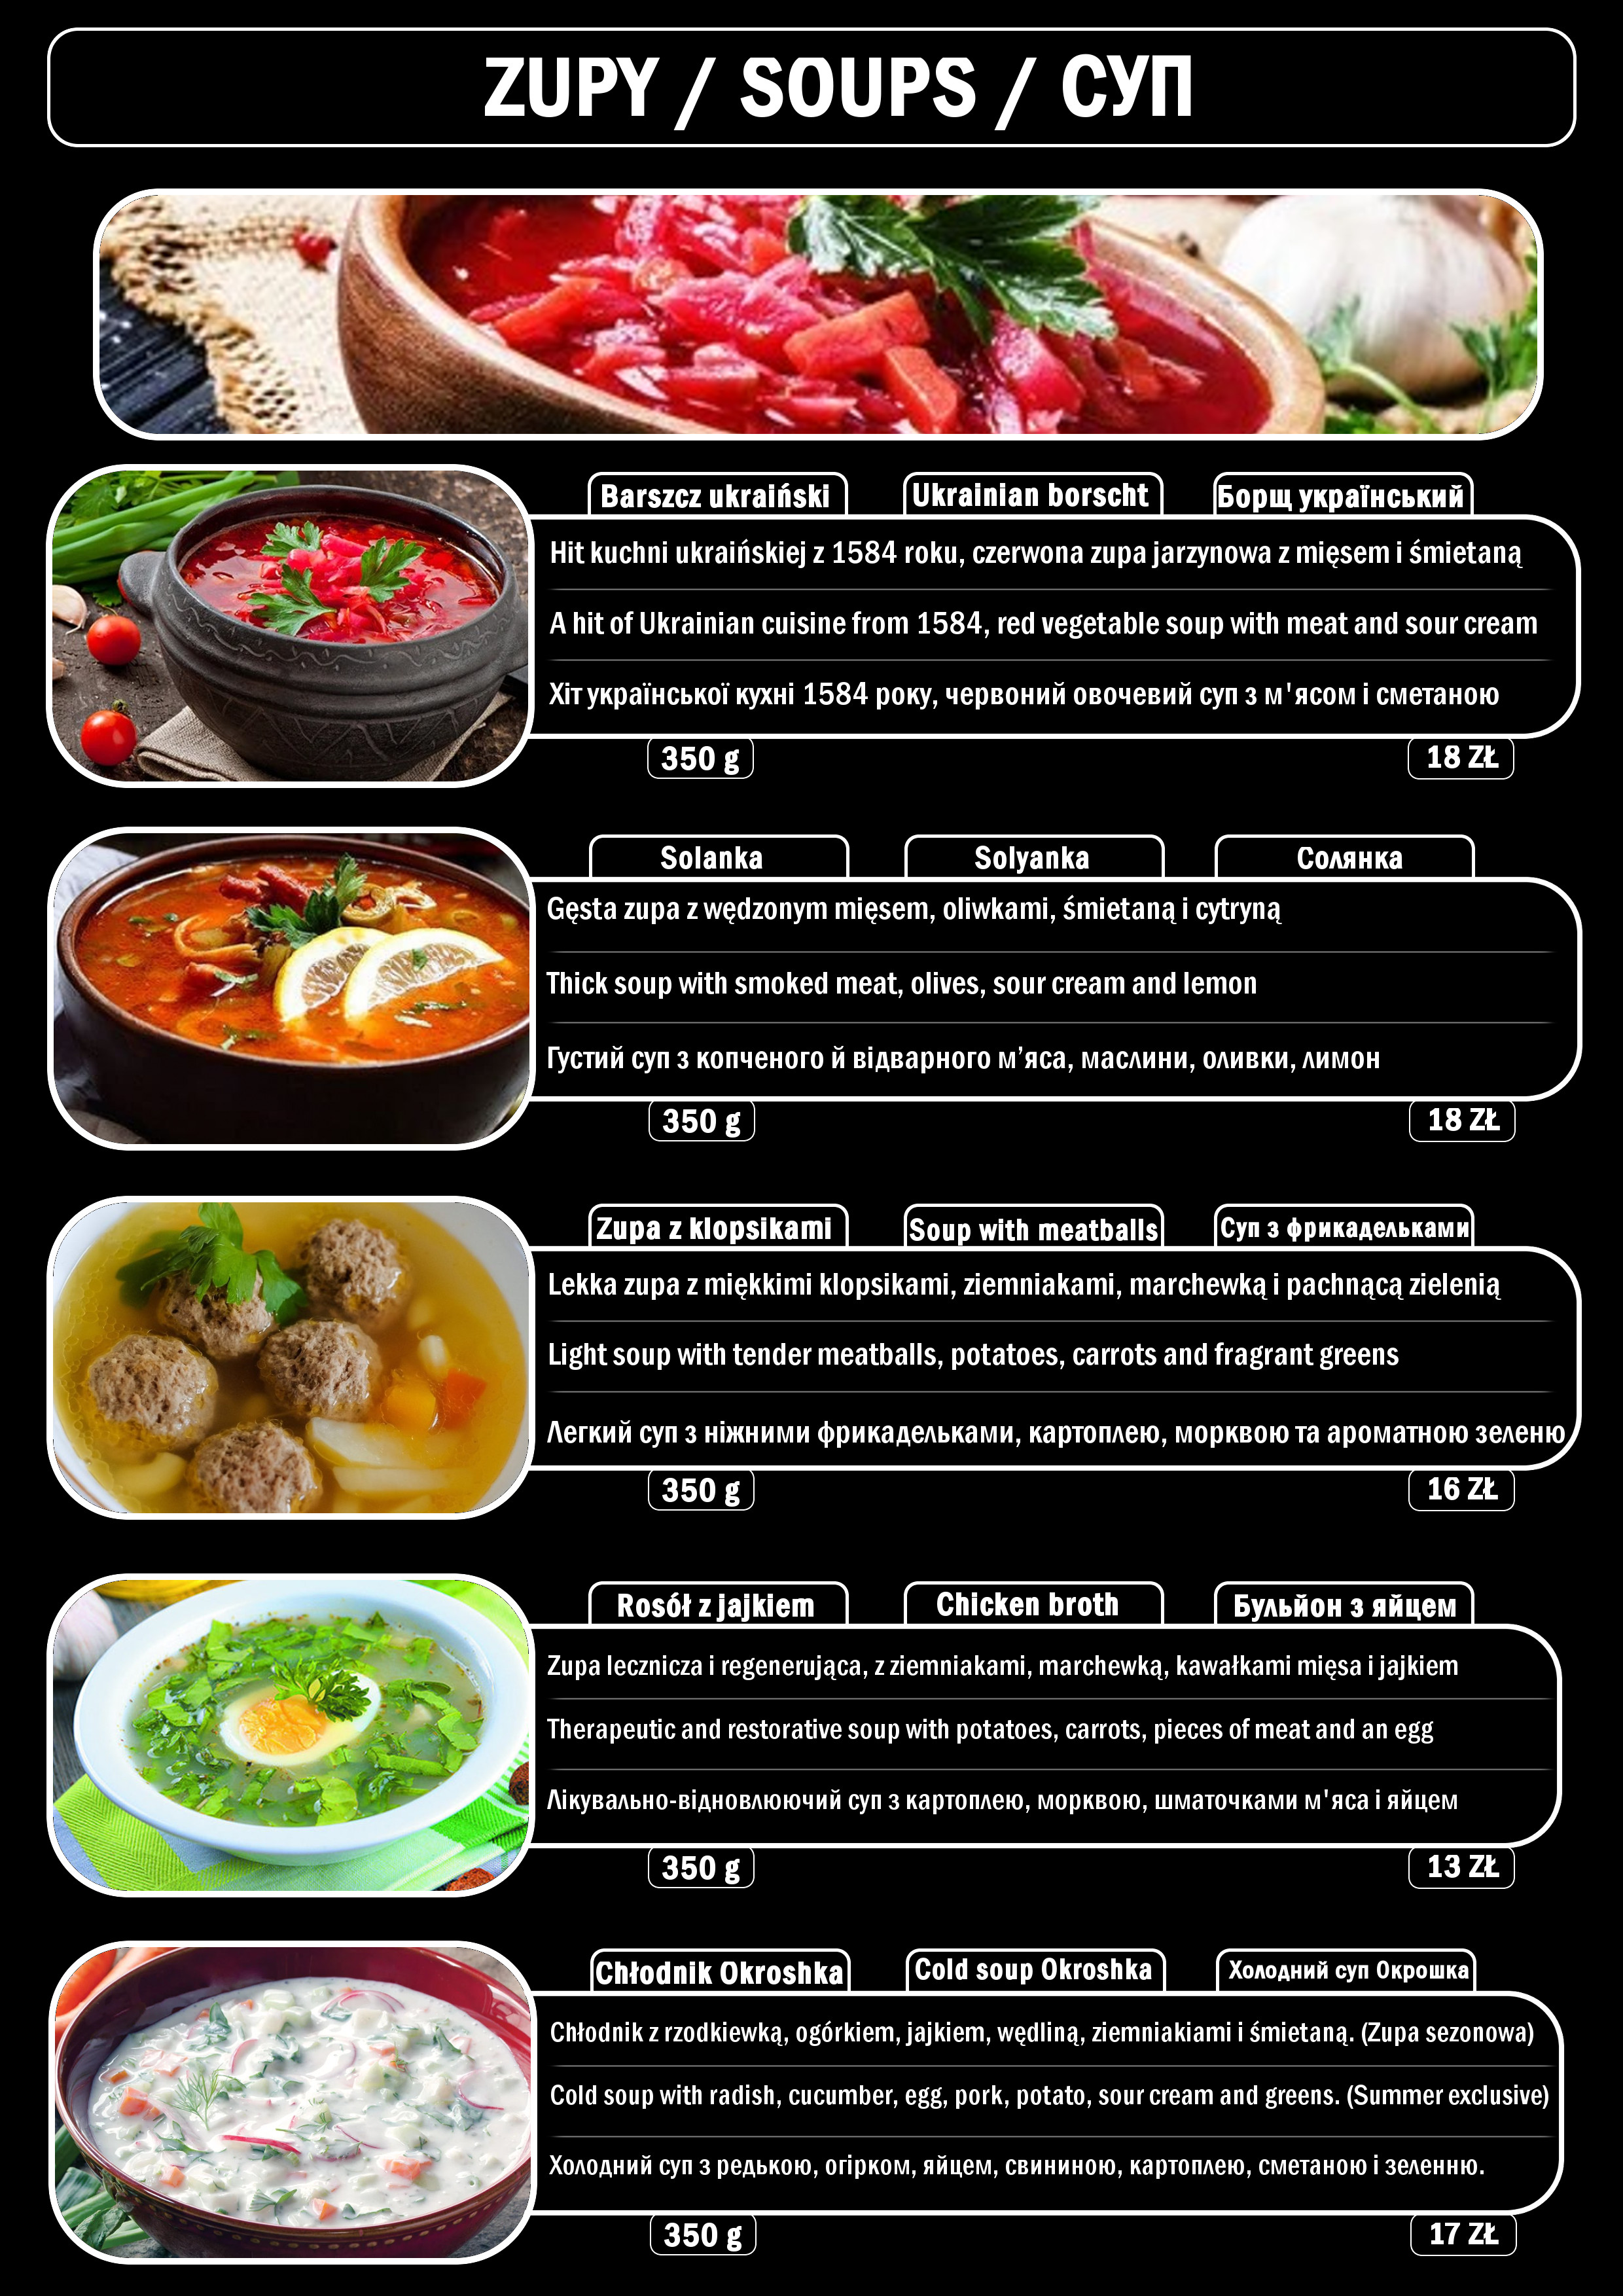 ZUPY / SOUPS / СУП
Barszcz ukraiński
Ukrainian borscht
Борщ український
Hit kuchni ukraińskiej z 1584 roku, czerwona zupa jarzynowa z mięsem i śmietaną
A hit of Ukrainian cuisine from 1584, red vegetable soup with meat and sour cream
Хіт української кухні 1584 року, червоний овочевий суп з м'ясом і сметаною
350 g
18 ZŁ
Solanka
Solyanka
Солянка
Gęsta zupa z wędzonym mięsem, oliwkami, śmietaną i cytryną
Thick soup with smoked meat, olives, sour cream and lemon
Густий суп з копченого й відварного м’яса, маслини, оливки, лимон
350 g
18 ZŁ
Zupa z klopsikami
Soup with meatballs
Суп з фрикадельками
Lekka zupa z miękkimi klopsikami, ziemniakami, marchewką i pachnącą zielenią
Light soup with tender meatballs, potatoes, carrots and fragrant greens
Легкий суп з ніжними фрикадельками, картоплею, морквою та ароматною зеленю
350 g
16 ZŁ
Rosół z jajkiem
Chicken broth
Бульйон з яйцем
Zupa lecznicza i regenerująca, z ziemniakami, marchewką, kawałkami mięsa i jajkiem
Therapeutic and restorative soup with potatoes, carrots, pieces of meat and an egg
Лікувально-відновлюючий суп з картоплею, морквою, шматочками м'яса і яйцем
350 g
13 ZŁ
Chłodnik Okroshka
Cold soup Okroshka
Холодний суп Окрошка
Chłodnik z rzodkiewką, ogórkiem, jajkiem, wędliną, ziemniakiami i śmietaną. (Zupa sezonowa)
Cold soup with radish, cucumber, egg, pork, potato, sour cream and greens. (Summer exclusive)
Холодний суп з редькою, огірком, яйцем, свининою, картоплею, сметаною і зеленню.
350 g
17 ZŁ